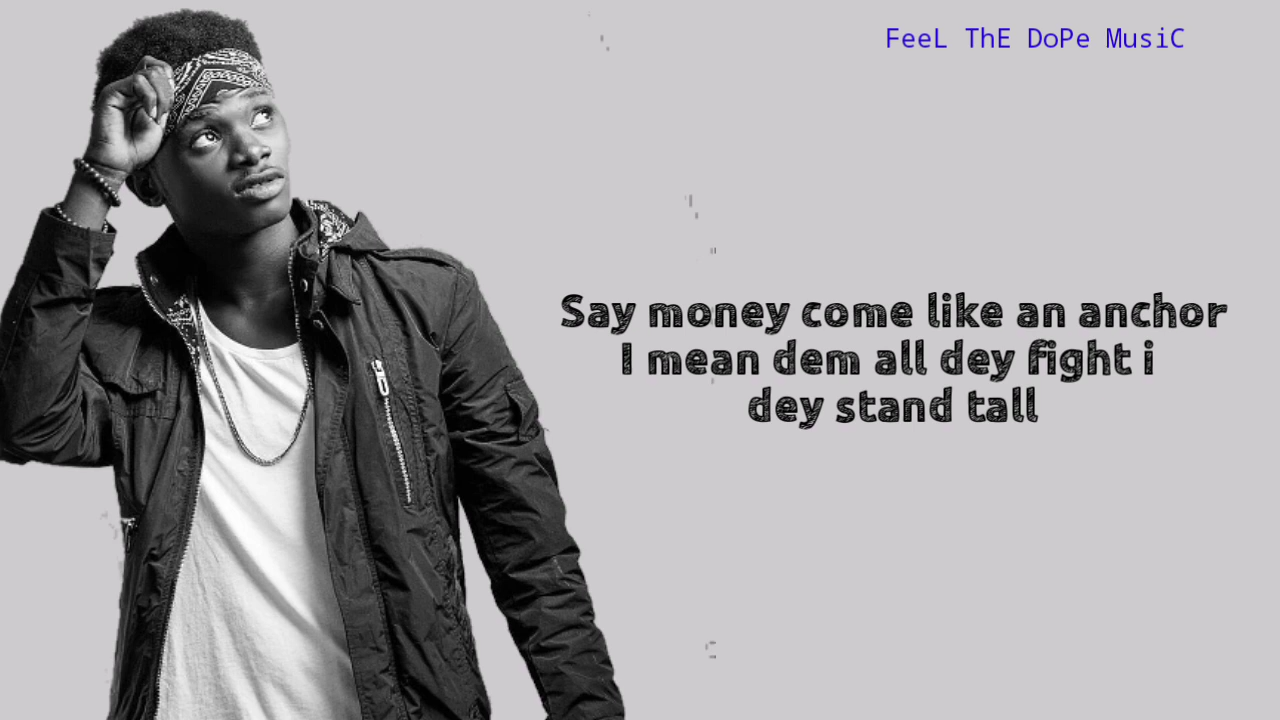 FeeL ThE DoPe MusiC
Say money come like an anchor
I mean dem all dey fight i
dey stand tall